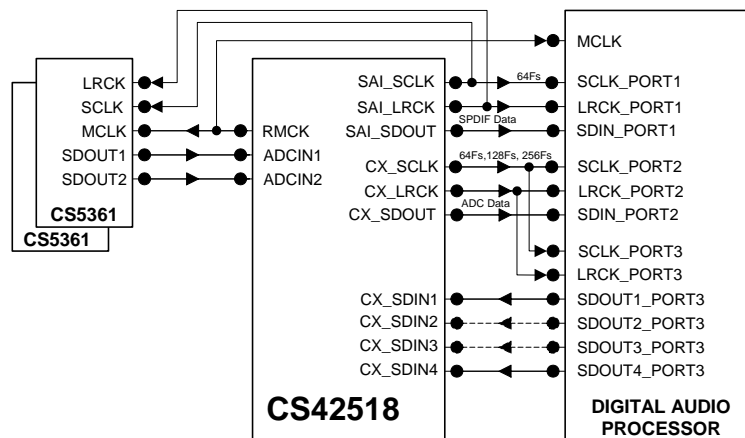 MCLK
LRCK
SAI_SCLK
64Fs
SCLK_PORT1
SCLK
SAI_LRCK
LRCK_PORT1
SPDIF Data
MCLK
RMCK
SAI_SDOUT
SDIN_PORT1
SDOUT1
ADCIN1
CX_SCLK
64Fs,128Fs, 256Fs
SCLK_PORT2
SDOUT2
ADCIN2
CX_LRCK
LRCK_PORT2
ADC Data
CS5361
CX_SDOUT
SDIN_PORT2
CS5361
SCLK_PORT3
LRCK_PORT3
CX_SDIN1
SDOUT1_PORT3
CX_SDIN2
SDOUT2_PORT3
CX_SDIN3
SDOUT3_PORT3
CX_SDIN4
SDOUT4_PORT3
CS42518
DIGITAL AUDIO
PROCESSOR